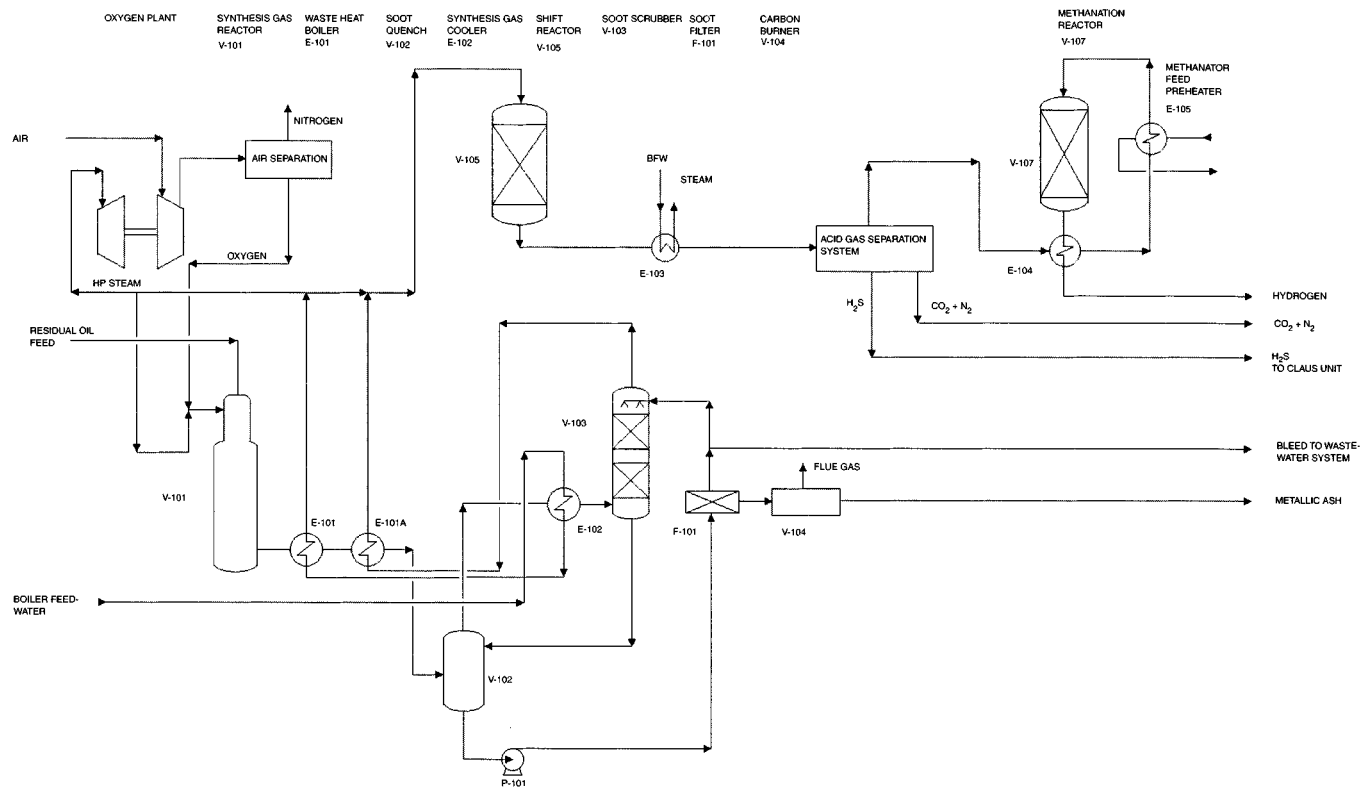 OXYGEN PLANT
SYNTHESIS GAS
REACTOR
V-101
WASTE HEAT
BOILER
E-101
SOOT
QUENCH
V-102
SYNTHESIS GAS
COOLER
E-102
SHIFT
REACTOR
V-105
SOOT SCRUBBER
V-103
SOOT
FILTER
F-101
CARBON
BURNER
V-104
METHANATION
REACTOR
V-107
METHANATOR
FEED
PREHEATER
E-105
NITROGEN
AIR
AIR SEPARATION
V-105
BFW
STEAM
V-107
OXYGEN
ACID GAS SEPARATION
SYSTEM
E-103
E-104
HP STEAM
H2S
CO2 + N2
HYDROGEN
CO2 + N2
RESIDUAL OIL
FEED
H2S
TO CLAUS UNIT
V-103
BLEED TO WASTE-
WATER SYSTEM
FLUE GAS
V-101
METALLIC ASH
E-101
E-101A
E-102
F-101
V-104
BOILER FEED-
WATER
V-102
P-101